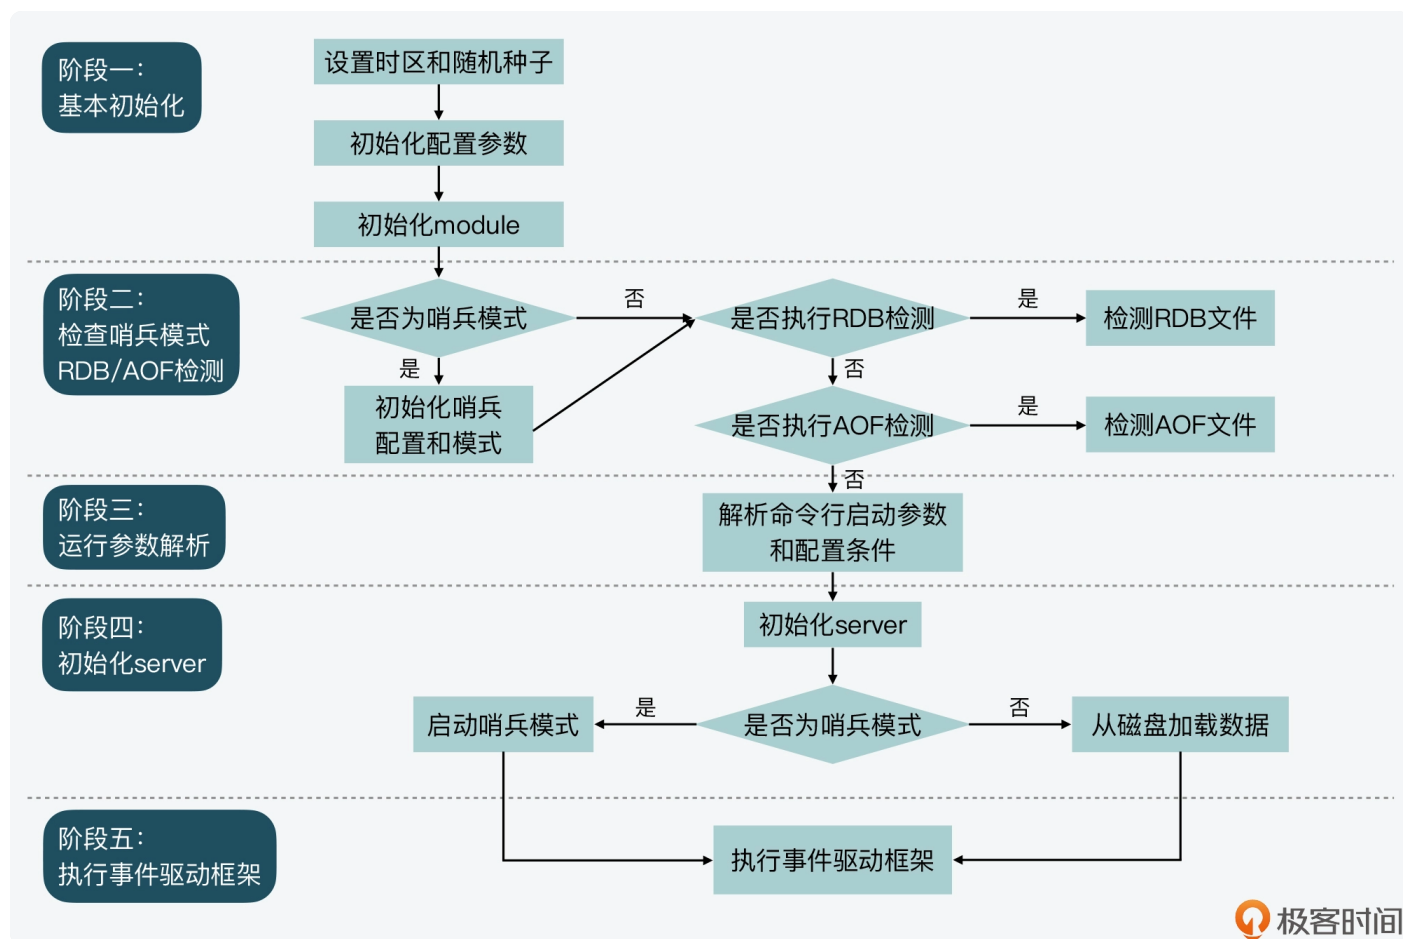 阶段一：
基本初始化
设置时区和随机种子
初始化配置参数
初始化module
阶段二：
检查哨兵模式
RDB/AOF检测
是否为哨兵模式
否
是否执行RDB检测
是
检测RDB文件
是
初始化哨兵
配置和模式
否
是否执行AOF检测
是
检测AOF文件
否
阶段三：
运行参数解析
解析命令行启动参数
和配置条件
阶段四：
初始化server
初始化server
启动哨兵模式
是
是否为哨兵模式
否
从磁盘加载数据
阶段五：
执行事件驱动框架
执行事件驱动框架
极客时间